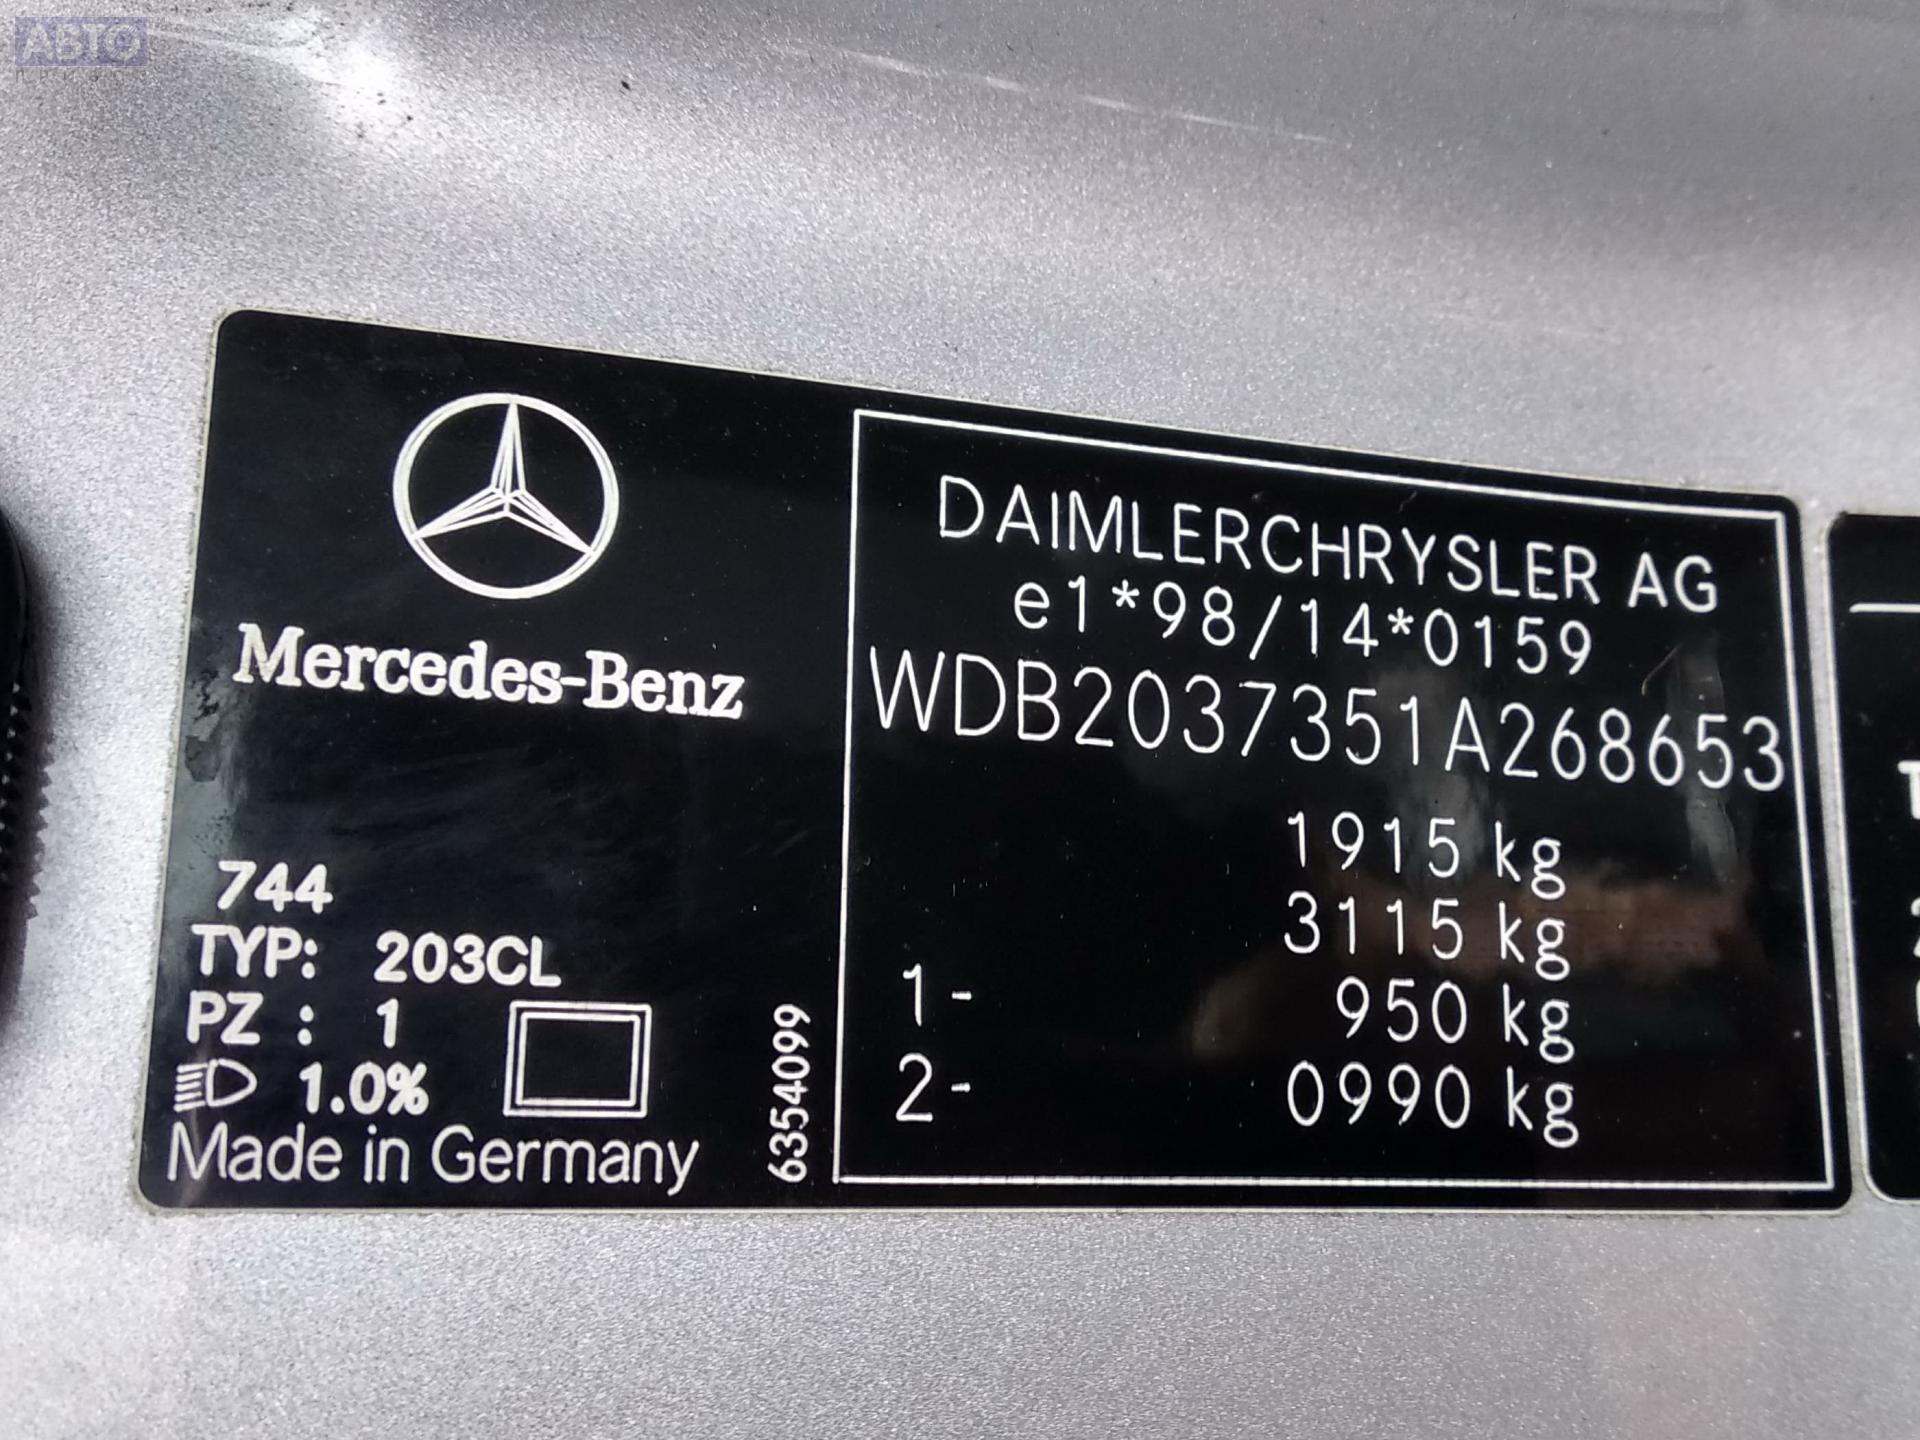 АВТО
ПРИВОЗ
Mercedes-Benz
744
TYP: 203CL
PZ : 1
1.0%
Made in Germany
6354099
DAIMLERCHRYSLER AG
e1*98/14*0159
WDB2037351A268653
1915 kg
3115 kg
1- 950 kg
2- 0990 kg